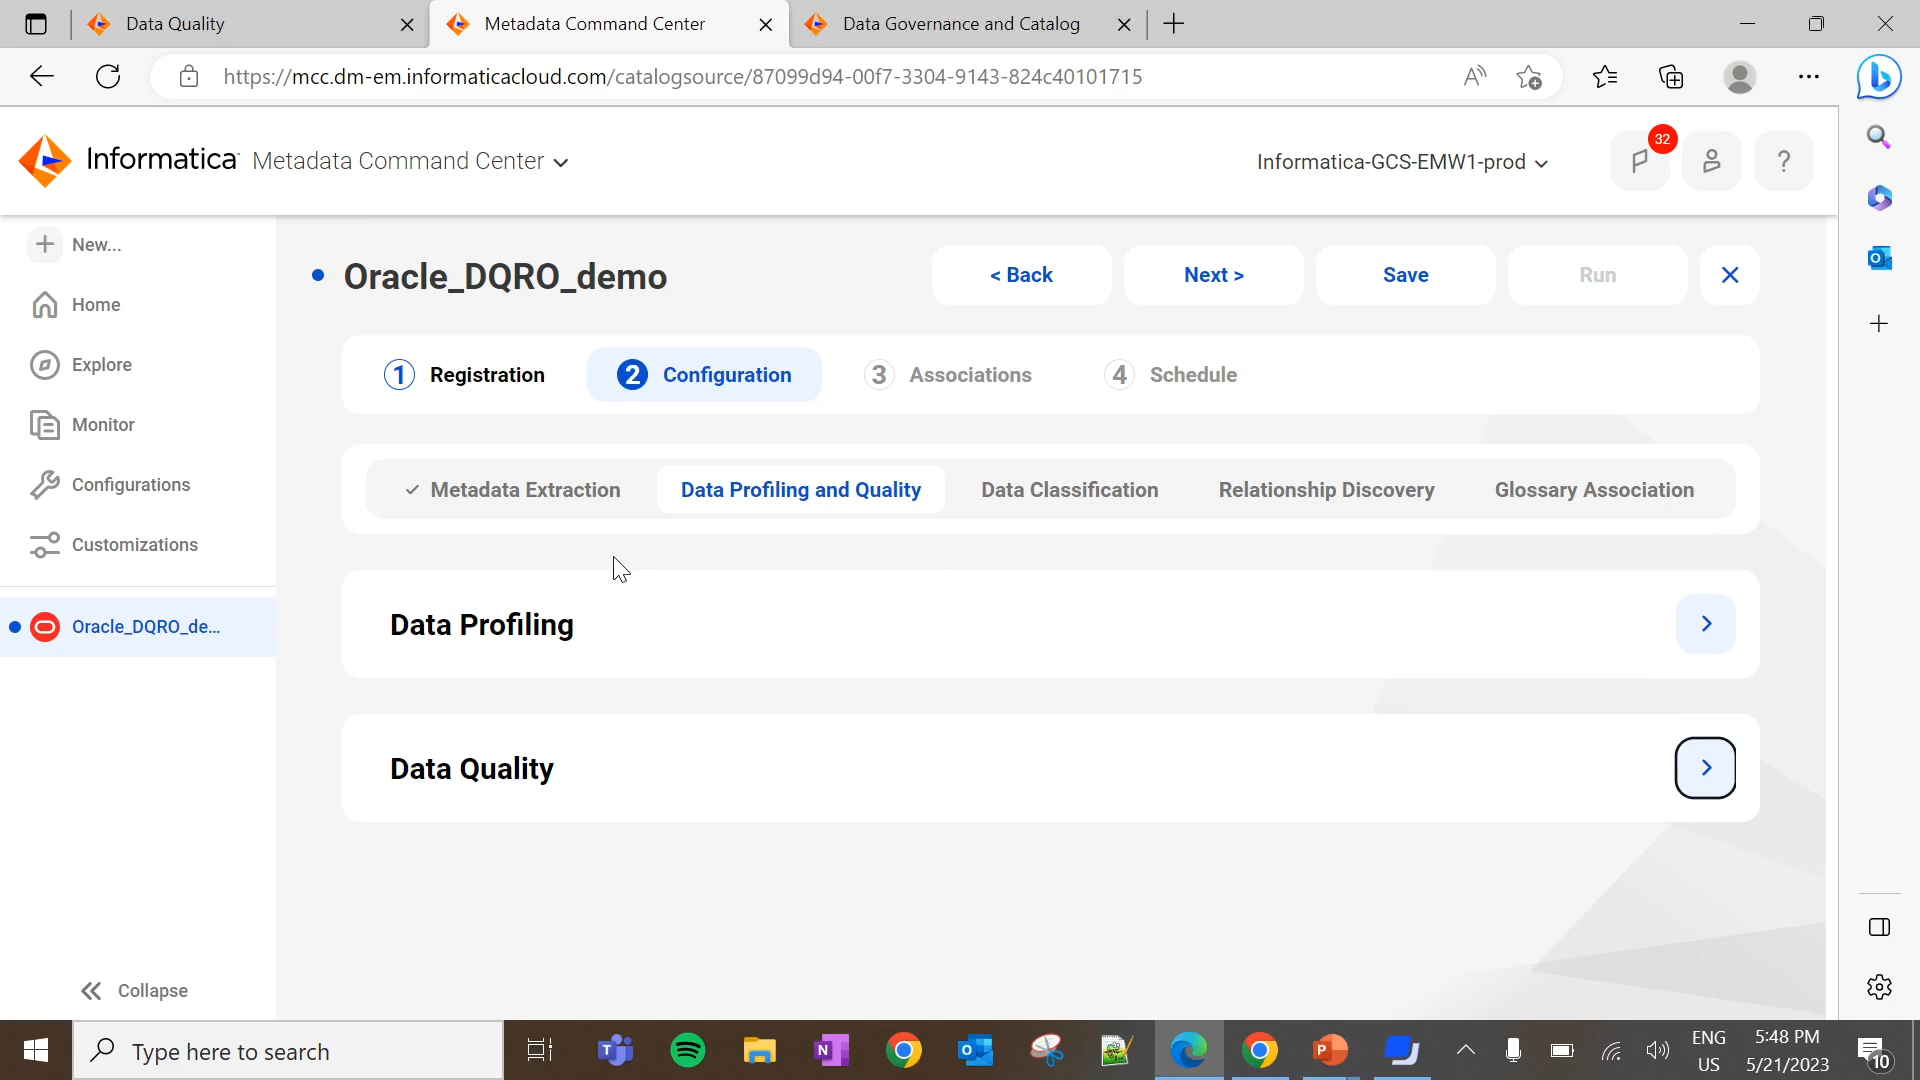 Data Quality
Metadata Command Center
Data Governance and Catalog
https://mcc.dm-em.informaticacloud.com/catalogsource/87099d94-00f7-3304-9143-824c40101715
Informatica
Metadata Command Center
Informatica-GCS-EMW1-prod
32
?
New...
Home
Explore
Monitor
Configurations
Customizations
Oracle_DQRO_de...
Collapse
Oracle_DQRO_demo
< Back
Next >
Save
Run
1 Registration
2 Configuration
3 Associations
4 Schedule
Metadata Extraction
Data Profiling and Quality
Data Classification
Relationship Discovery
Glossary Association
Data Profiling
Data Quality
Type here to search
ENG
US
5:48 PM
5/21/2023
10